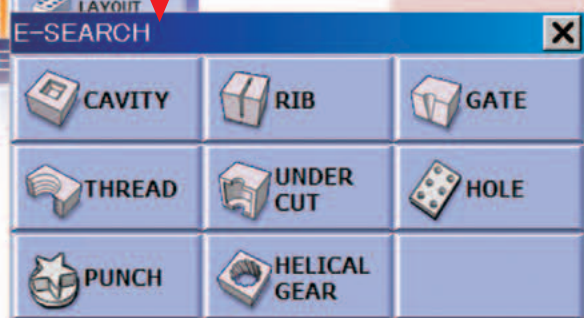 LAYOUT
E-SEARCH
CAVITY
RIB
GATE
THREAD
UNDER
CUT
HOLE
PUNCH
HELICAL
GEAR